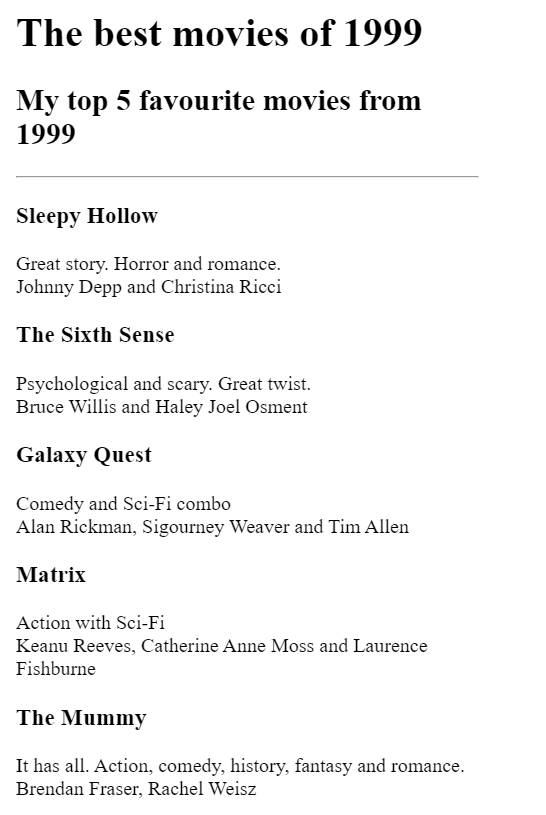 The best movies of 1999
My top 5 favourite movies from
1999
Sleepy Hollow
Great story. Horror and romance.
Johnny Depp and Christina Ricci
The Sixth Sense
Psychological and scary. Great twist.
Bruce Willis and Haley Joel Osment
Galaxy Quest
Comedy and Sci-Fi combo
Alan Rickman, Sigourney Weaver and Tim Allen
Matrix
Action with Sci-Fi
Keanu Reeves, Catherine Anne Moss and Laurence
Fishburne
The Mummy
It has all. Action, comedy, history, fantasy and romance.
Brendan Fraser, Rachel Weisz